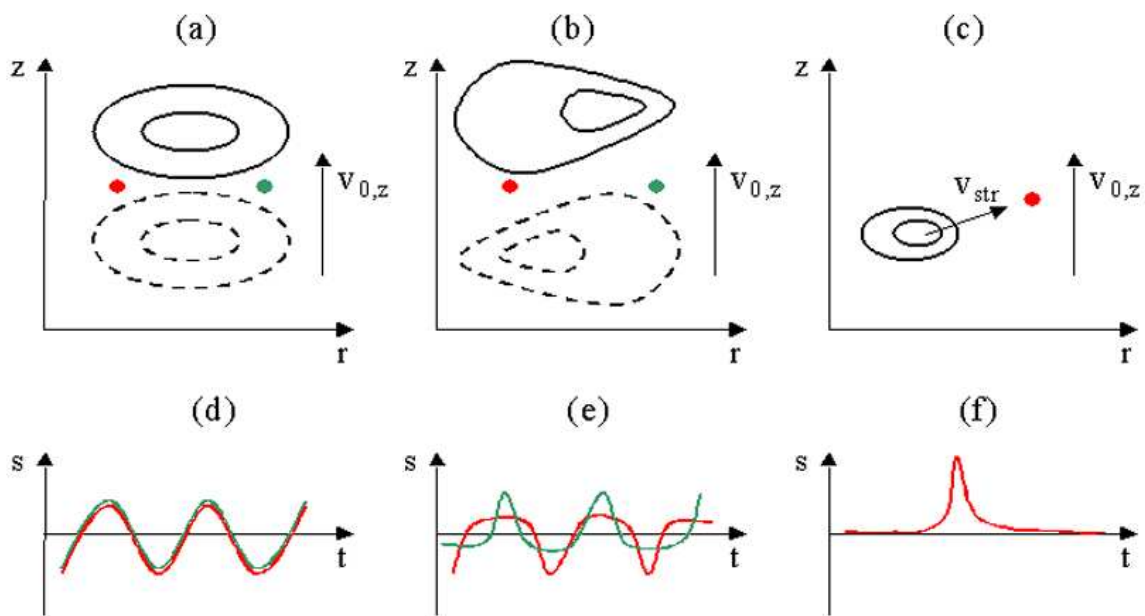 (a) (b) (c)
z z z
v0,z v0,z vstr v0,z
r r r
(d) (e) (f)
s s s
t t t